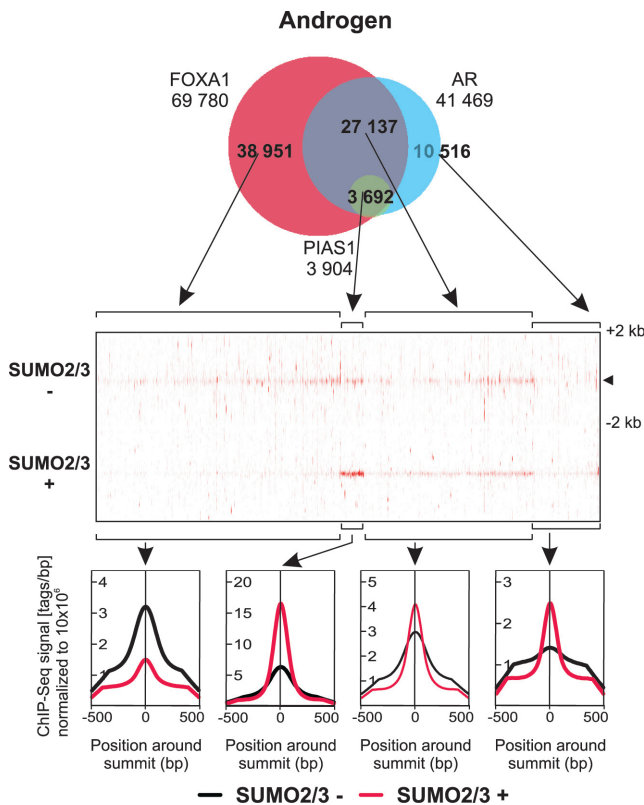 Androgen
FOXA1
69 780
AR
41 469
27 137
38 951
10 516
3 692
PIAS1
3 904
+2 kb
SUMO2/3
-
-2 kb
SUMO2/3
+
ChIP-Seq signal [tags/bp]
normalized to 10x10⁶
4
3
2
1
20
15
10
5
5
4
3
2
1
3
2
1
-500 0 500
-500 0 500
-500 0 500
-500 0 500
Position around
summit (bp)
Position around
summit (bp)
Position around
summit (bp)
Position around
summit (bp)
SUMO2/3 - SUMO2/3 +